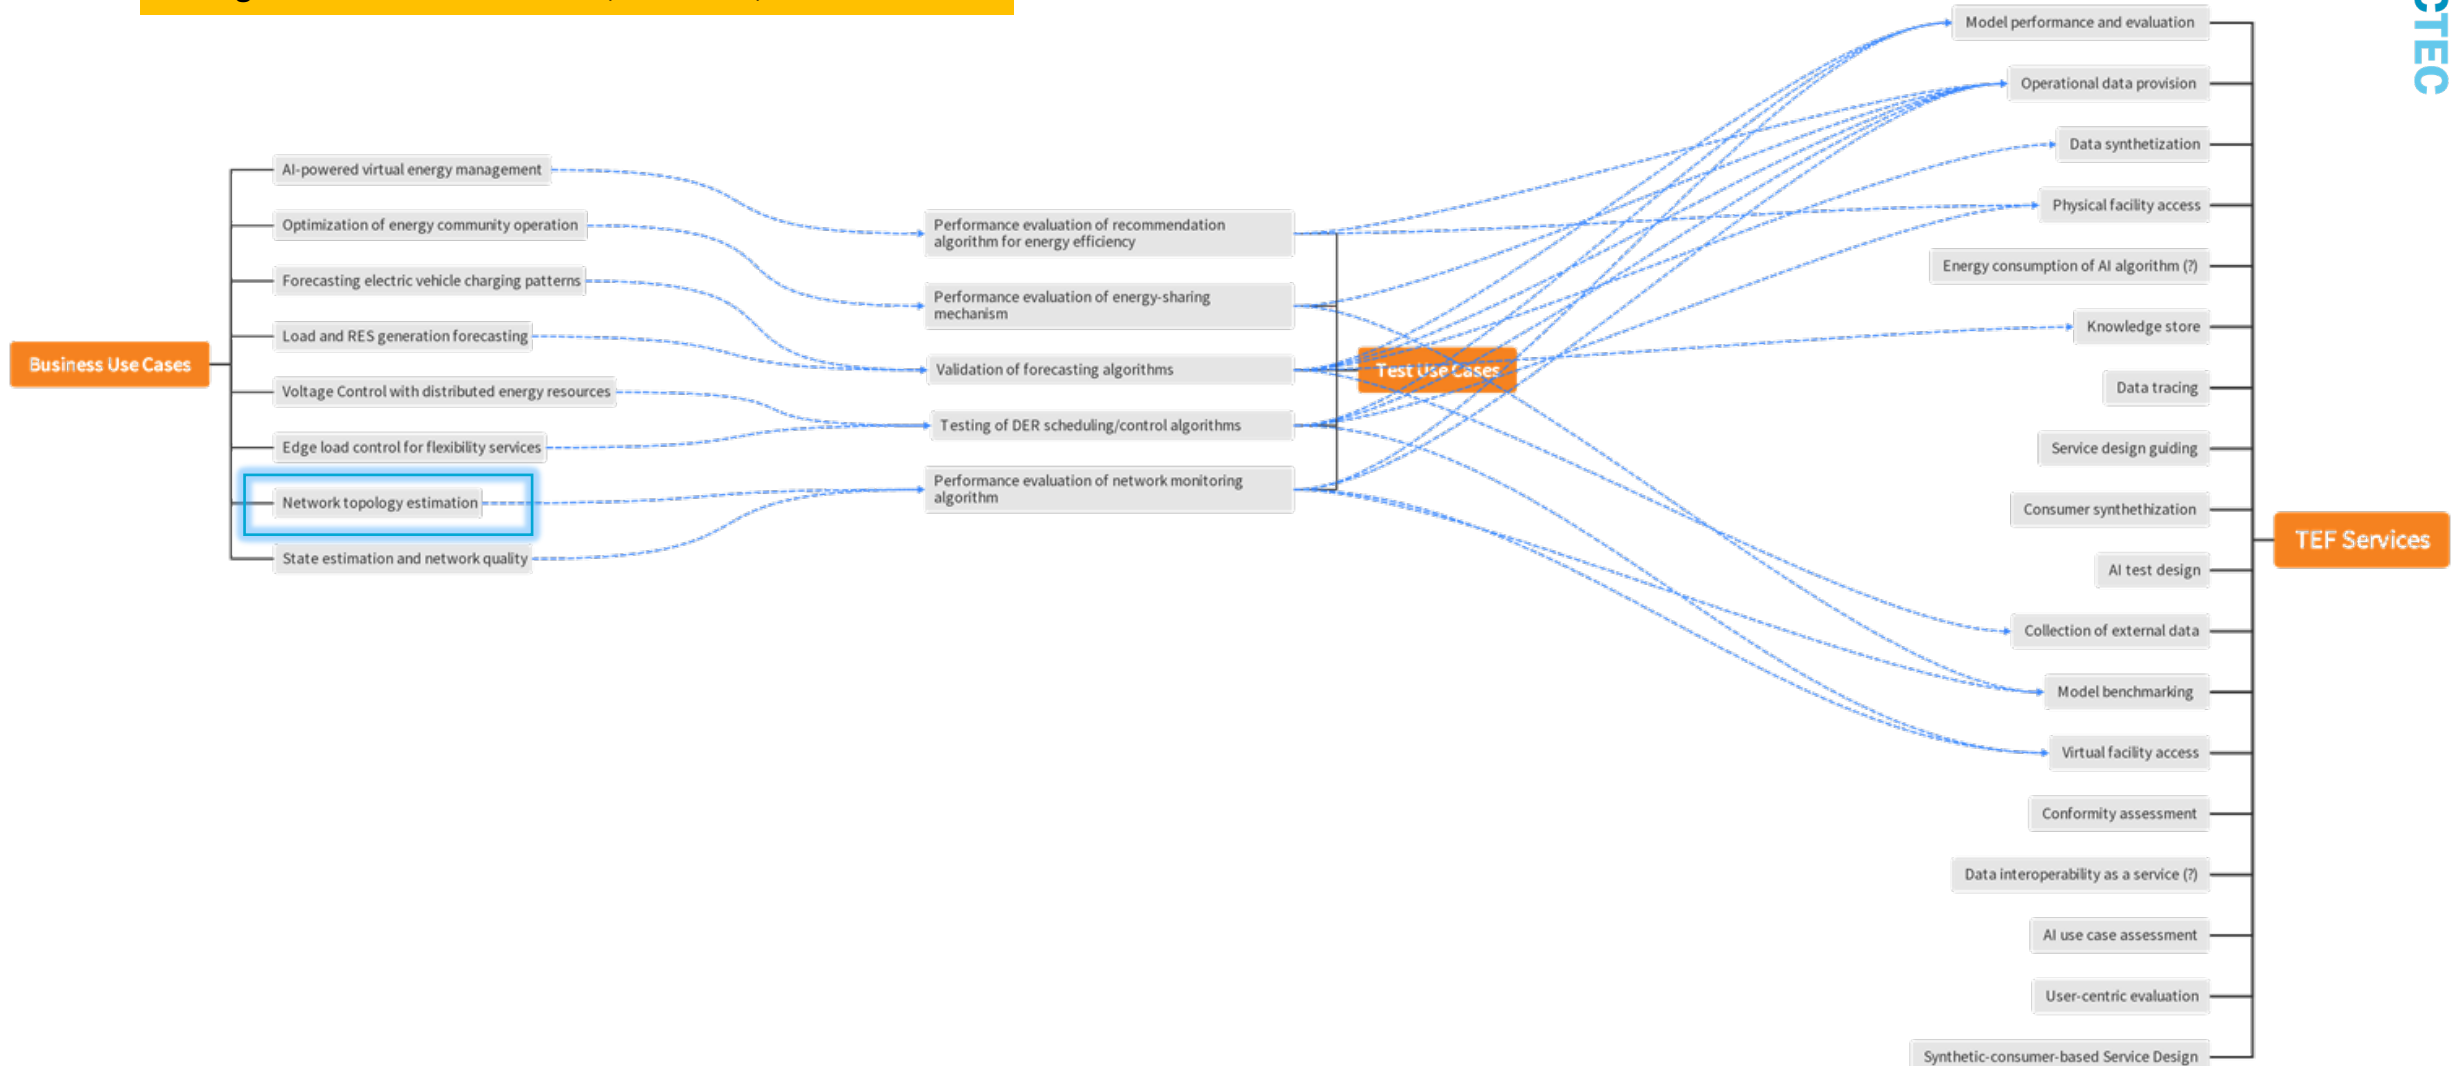 CTEC
Business Use Cases
AI-powered virtual energy management
Optimization of energy community operation
Forecasting electric vehicle charging patterns
Load and RES generation forecasting
Voltage Control with distributed energy resources
Edge load control for flexibility services
Network topology estimation
State estimation and network quality
Performance evaluation of recommendation
algorithm for energy efficiency
Performance evaluation of energy-sharing
mechanism
Validation of forecasting algorithms
Testing of DER scheduling/control algorithms
Performance evaluation of network monitoring
algorithm
Test Use Cases
Model performance and evaluation
Operational data provision
Data synthetization
Physical facility access
Energy consumption of AI algorithm (?)
Knowledge store
Data tracing
Service design guiding
Consumer synthethization
AI test design
Collection of external data
Model benchmarking
Virtual facility access
Conformity assessment
Data interoperability as a service (?)
AI use case assessment
User-centric evaluation
Synthetic-consumer-based Service Design
TEF Services